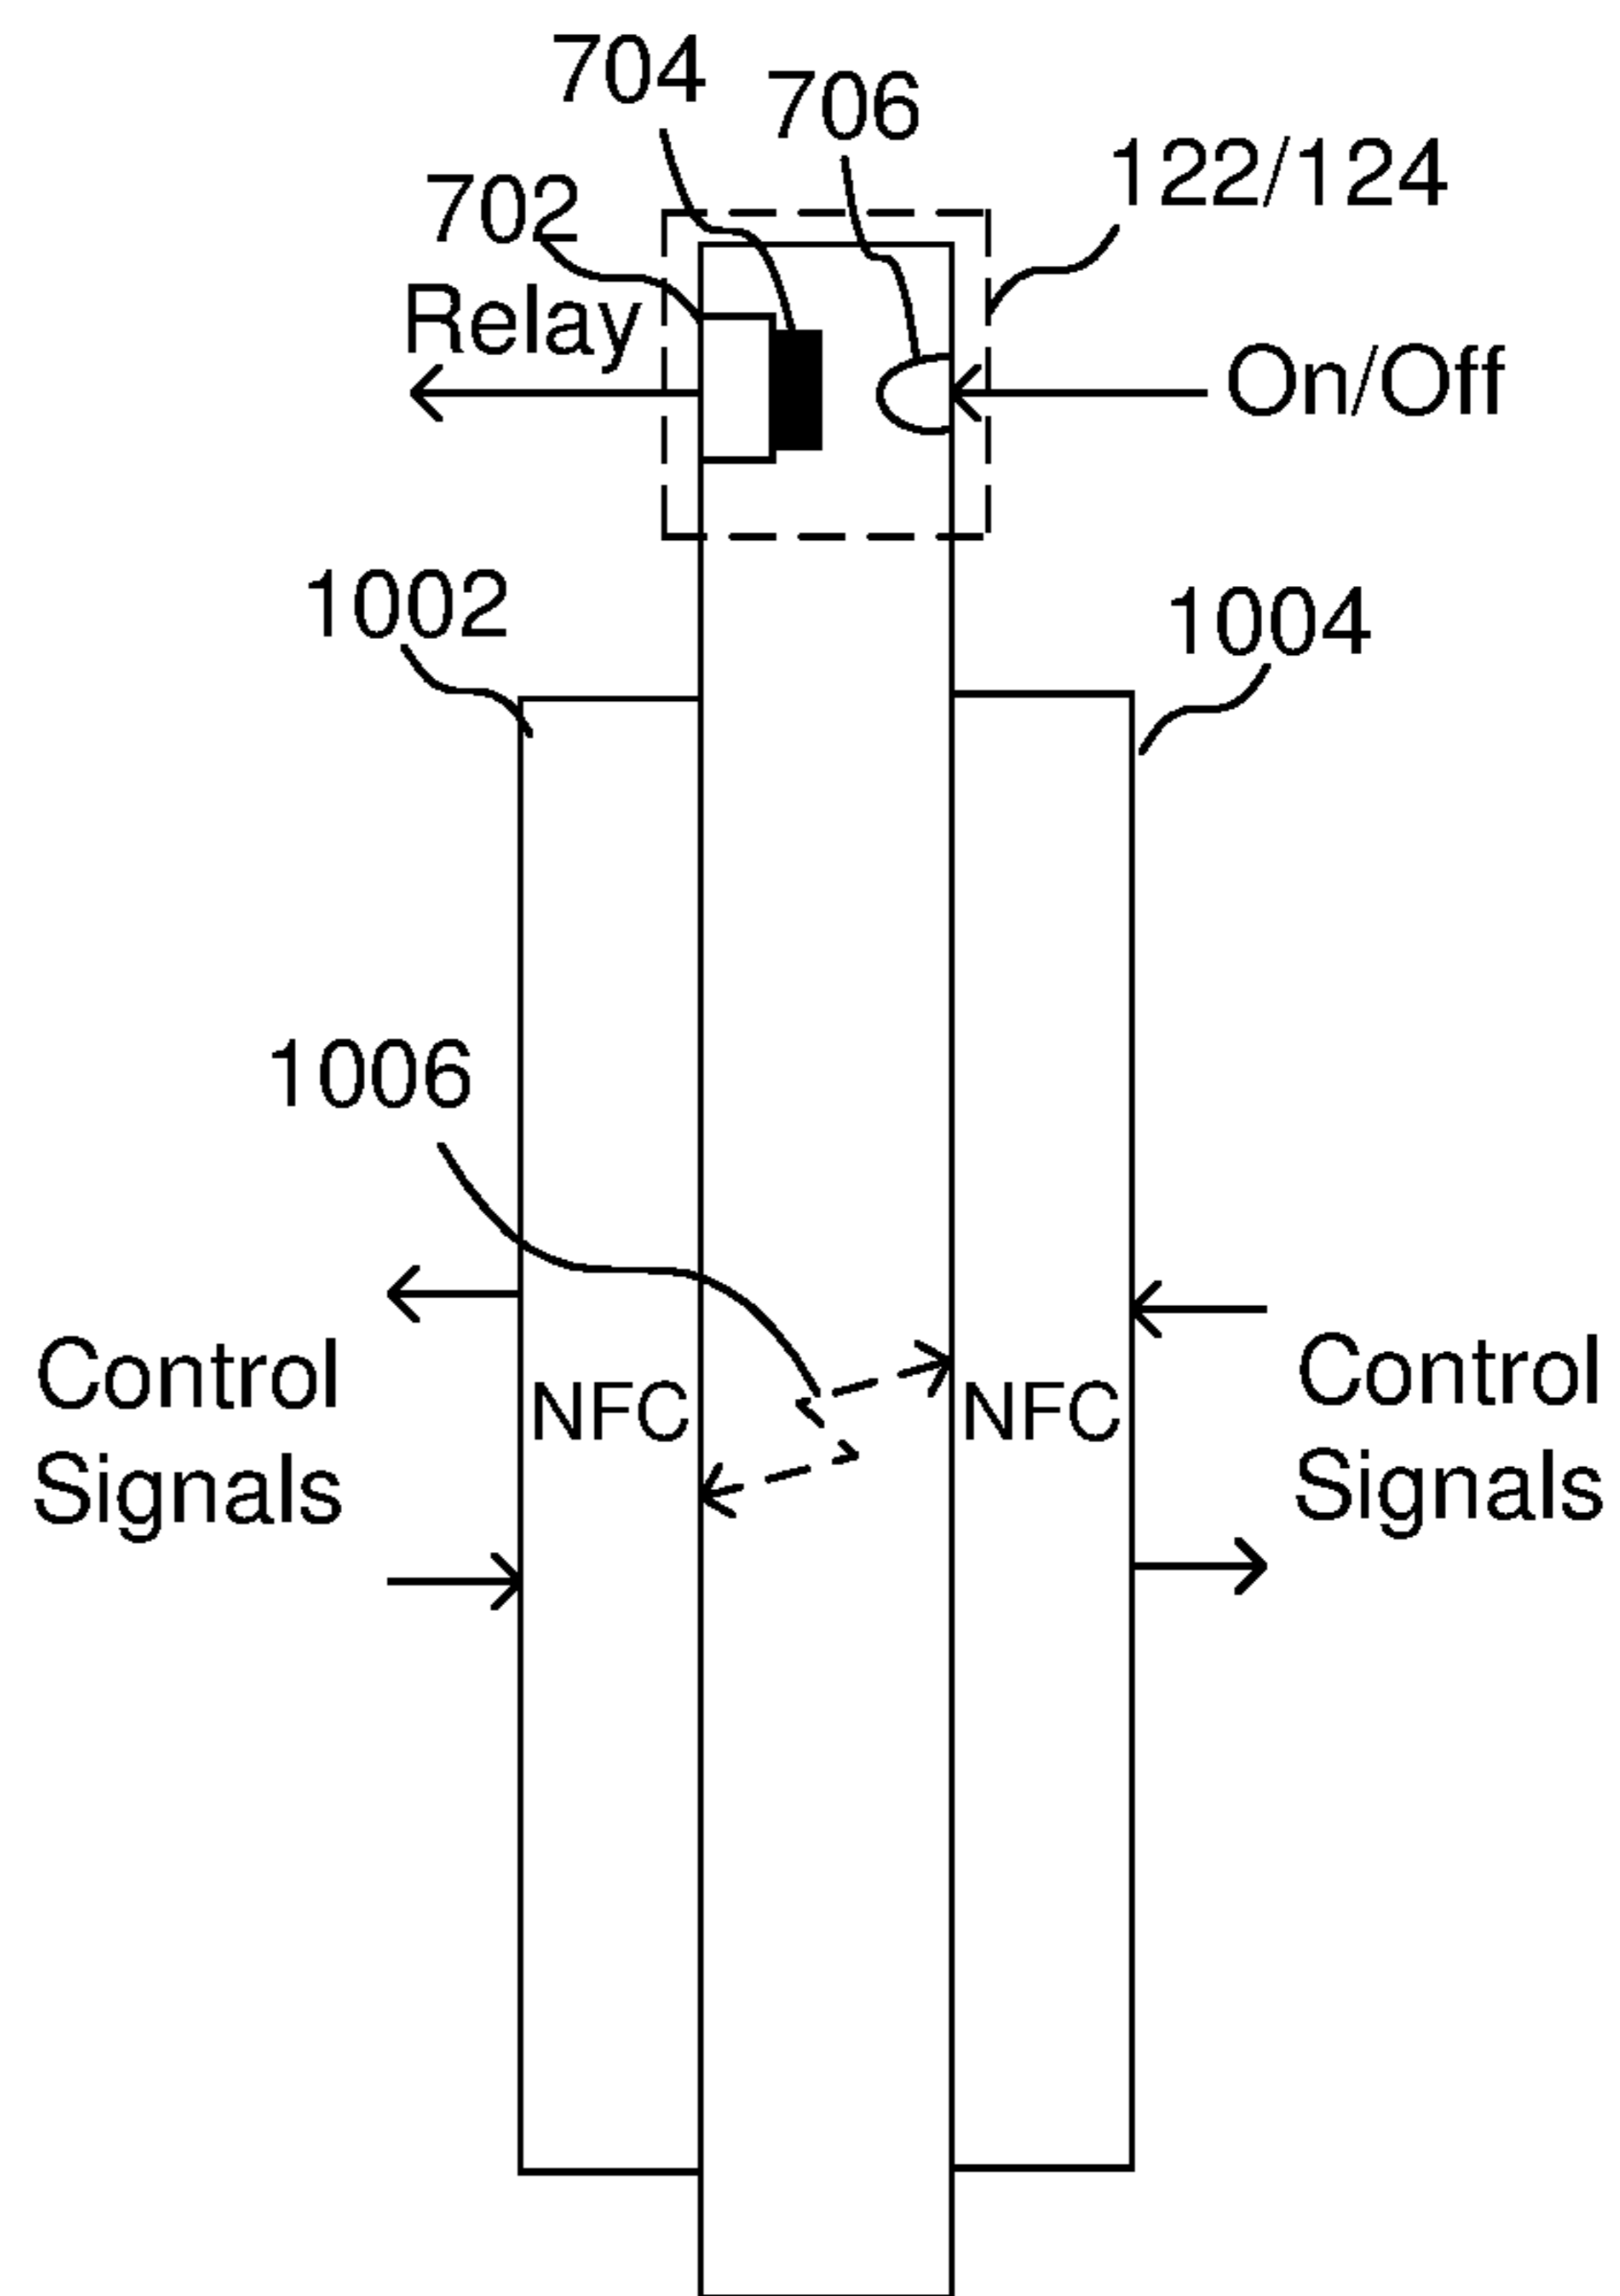 704
706
122/124
702
Relay
On/Off
1002
1004
1006
Control
Signals
NFC
NFC
Control
Signals